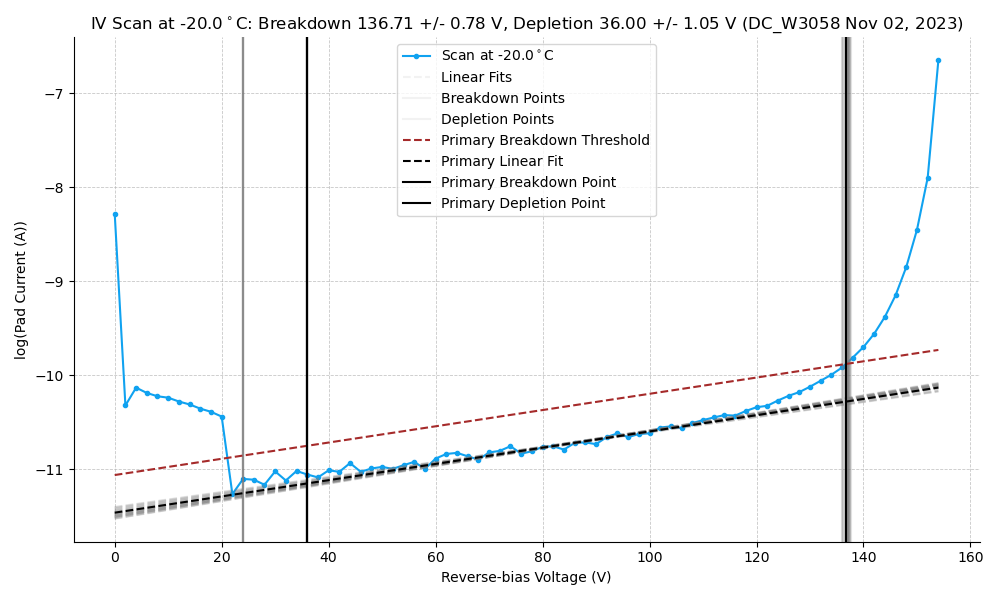 IV Scan at -20.0°C: Breakdown 136.71 +/- 0.78 V, Depletion 36.00 +/- 1.05 V (DC_W3058 Nov 02, 2023)
Scan at -20.0°C
Linear Fits
Breakdown Points
Depletion Points
Primary Breakdown Threshold
Primary Linear Fit
Primary Breakdown Point
Primary Depletion Point
log(Pad Current (A))
−7
−8
−9
−10
−11
0 20 40 60 80 100 120 140 160
Reverse-bias Voltage (V)